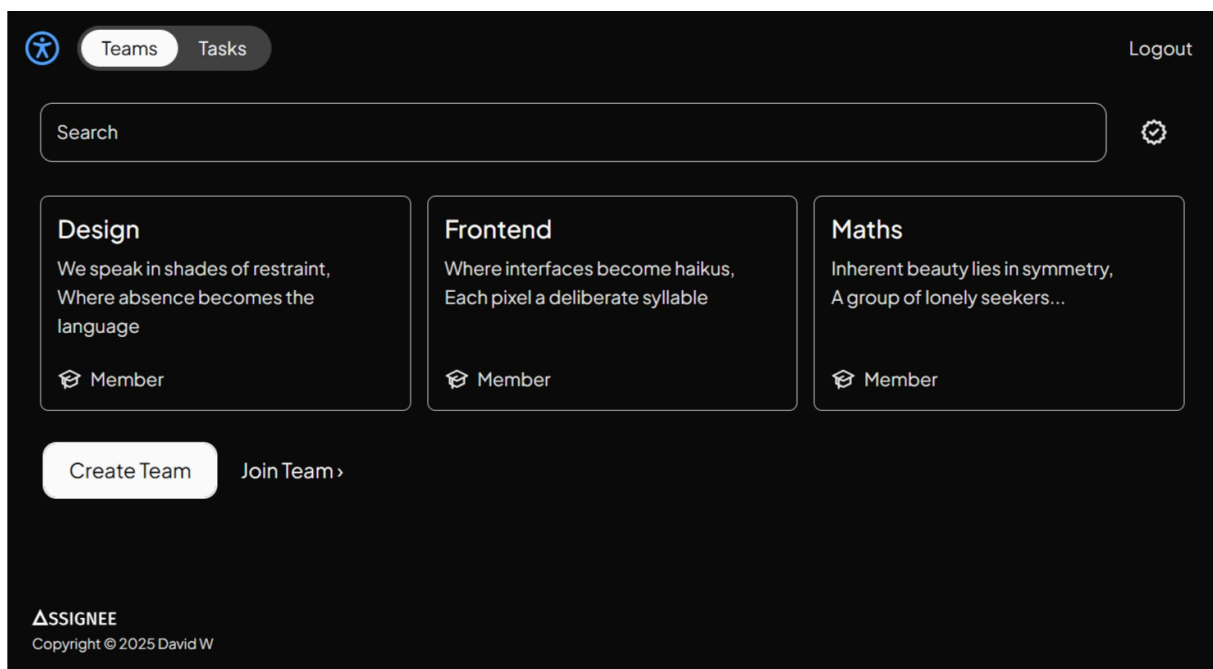 Teams Tasks Logout
Search
Design
We speak in shades of restraint,
Where absence becomes the
language
Member
Frontend
Where interfaces become haikus,
Each pixel a deliberate syllable
Member
Maths
Inherent beauty lies in symmetry,
A group of lonely seekers...
Member
Create Team Join Team ›
ASSIGNEE
Copyright © 2025 David W